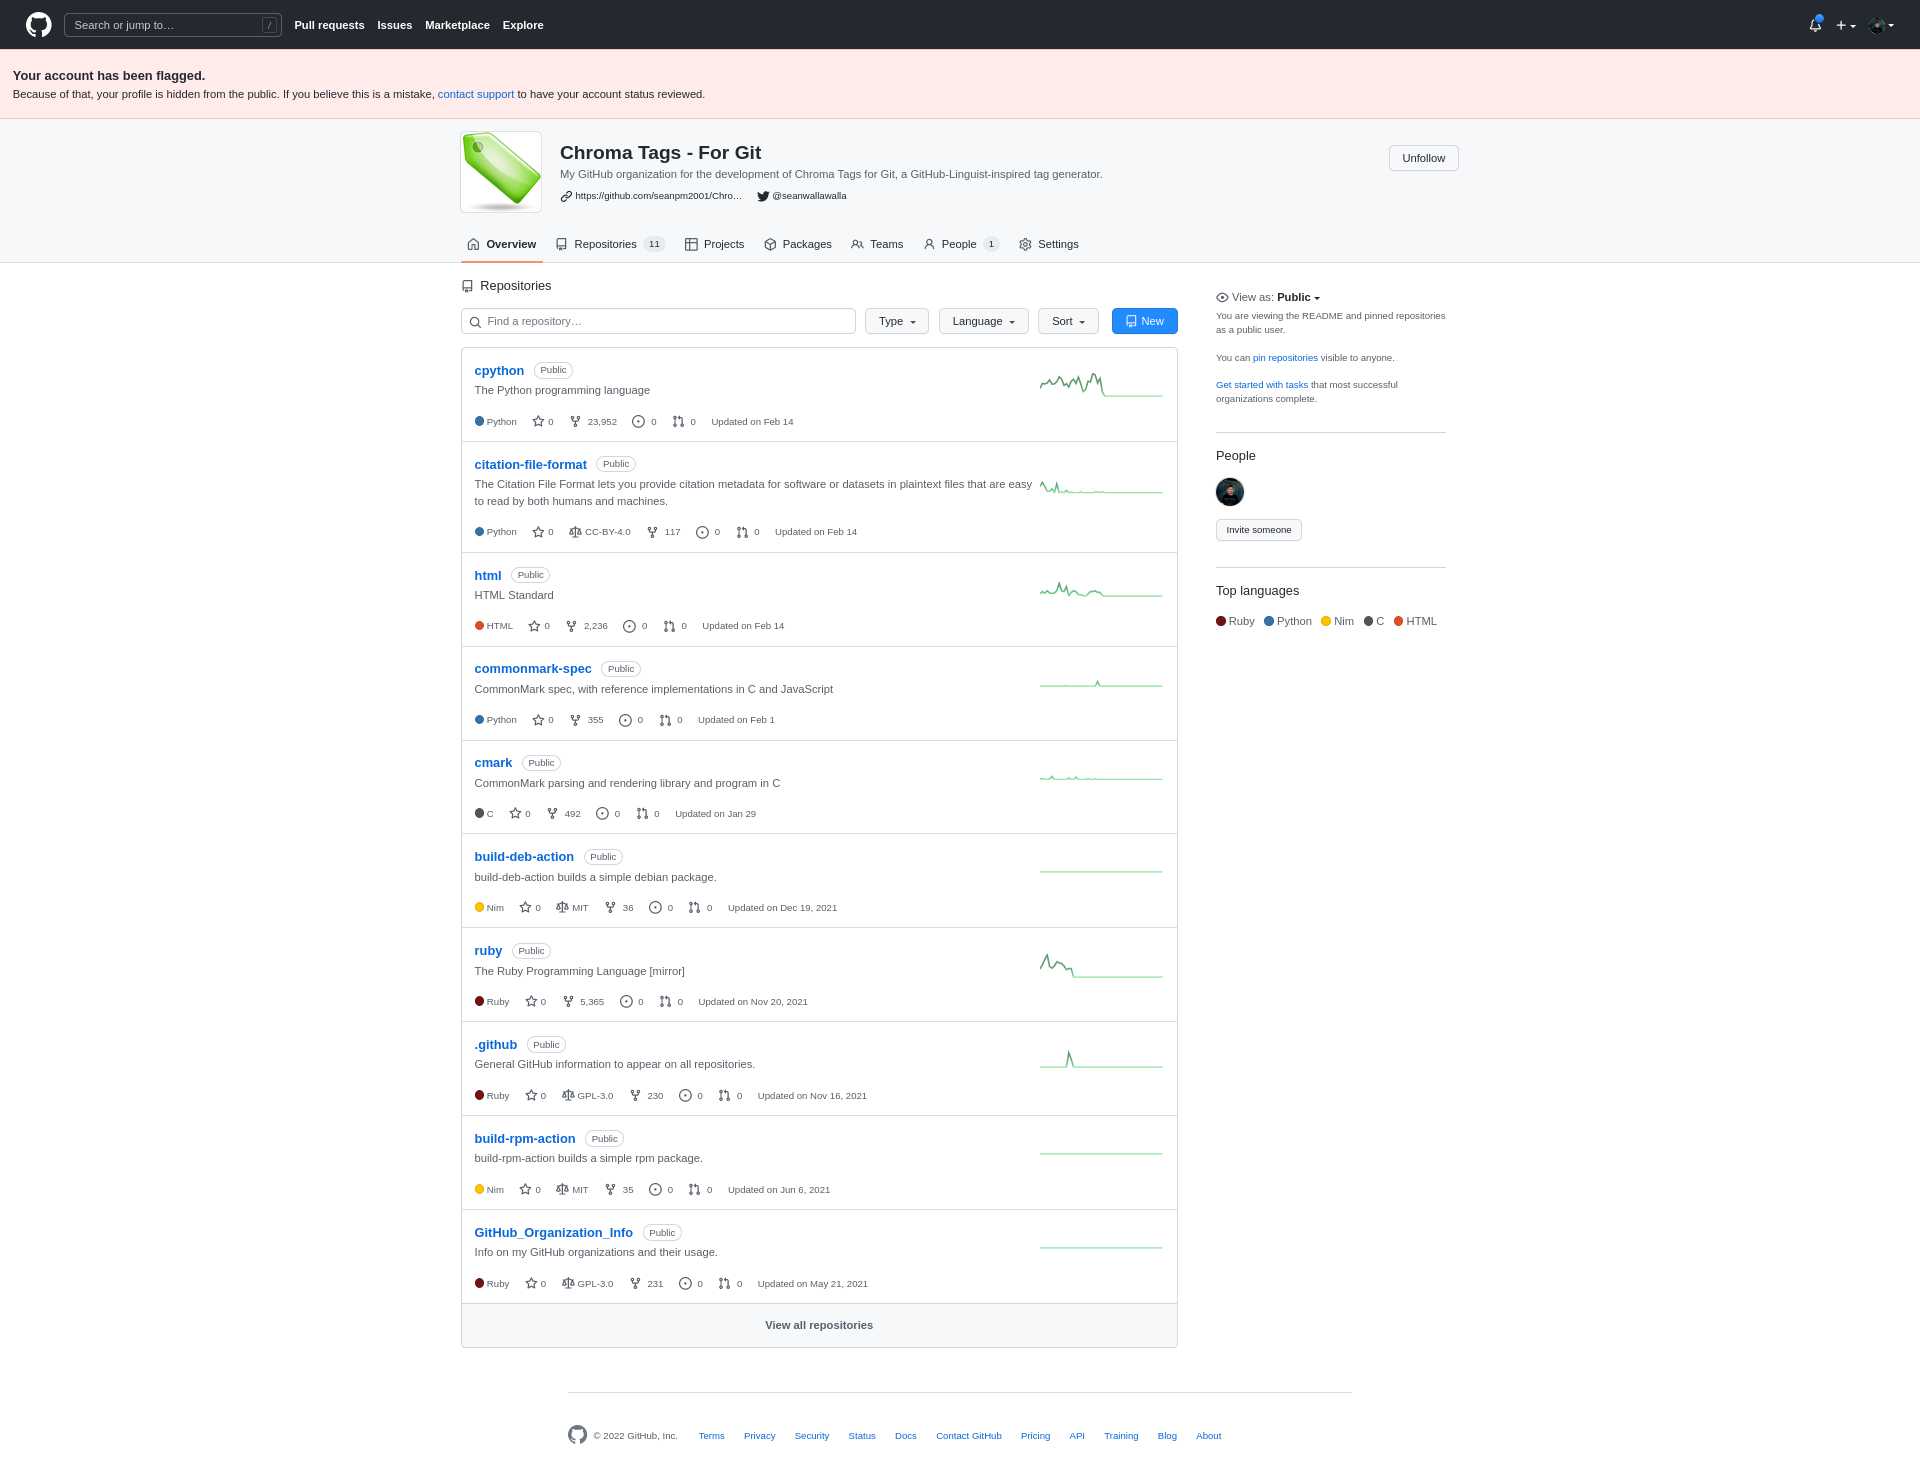 Search or jump to… /
Pull requests Issues Marketplace Explore
Your account has been flagged.
Because of that, your profile is hidden from the public. If you believe this is a mistake, contact support to have your account status reviewed.
Chroma Tags - For Git
Unfollow
My GitHub organization for the development of Chroma Tags for Git, a GitHub-Linguist-inspired tag generator.
https://github.com/seanpm2001/Chro… @seanwallawalla
Overview Repositories 11 Projects Packages Teams People 1 Settings
Repositories
Find a repository… Type Language Sort New
cpython Public
The Python programming language
Python 0 23,952 0 0 Updated on Feb 14
citation-file-format Public
The Citation File Format lets you provide citation metadata for software or datasets in plaintext files that are easy
to read by both humans and machines.
Python 0 CC-BY-4.0 117 0 0 Updated on Feb 14
html Public
HTML Standard
HTML 0 2,236 0 0 Updated on Feb 14
commonmark-spec Public
CommonMark spec, with reference implementations in C and JavaScript
Python 0 355 0 0 Updated on Feb 1
cmark Public
CommonMark parsing and rendering library and program in C
C 0 492 0 0 Updated on Jan 29
build-deb-action Public
build-deb-action builds a simple debian package.
Nim 0 MIT 36 0 0 Updated on Dec 19, 2021
ruby Public
The Ruby Programming Language [mirror]
Ruby 0 5,365 0 0 Updated on Nov 20, 2021
.github Public
General GitHub information to appear on all repositories.
Ruby 0 GPL-3.0 230 0 0 Updated on Nov 16, 2021
build-rpm-action Public
build-rpm-action builds a simple rpm package.
Nim 0 MIT 35 0 0 Updated on Jun 6, 2021
GitHub_Organization_Info Public
Info on my GitHub organizations and their usage.
Ruby 0 GPL-3.0 231 0 0 Updated on May 21, 2021
View all repositories
View as: Public
You are viewing the README and pinned repositories
as a public user.
You can pin repositories visible to anyone.
Get started with tasks that most successful
organizations complete.
People
Invite someone
Top languages
Ruby Python Nim C HTML
© 2022 GitHub, Inc. Terms Privacy Security Status Docs Contact GitHub Pricing API Training Blog About